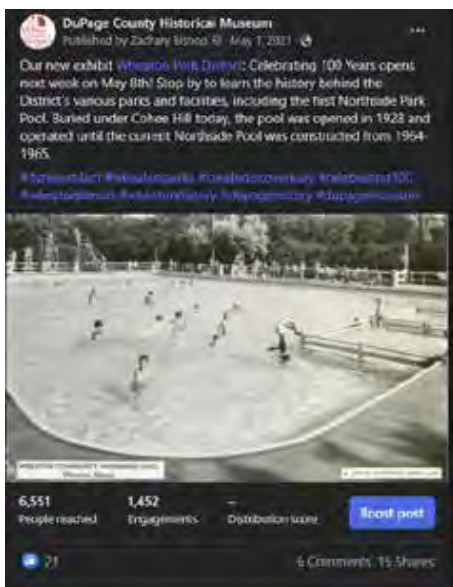 DuPage County Historical Museum
Published by Zachary Bishop · May 7, 2021 ·
Our new exhibit Wheaton Park District: Celebrating 100 Years opens
next week on May 8th! Stop by to learn the history behind the
District's various parks and facilities, including the first Northside Park
Pool. Buried under Cohee Hill today, the pool was opened in 1928 and
operated until the current Northside Pool was constructed from 1964-
1965.
6,551
People reached
1,452
Engagements
--
Distribution score
Boost post
21
6 Comments 15 Shares